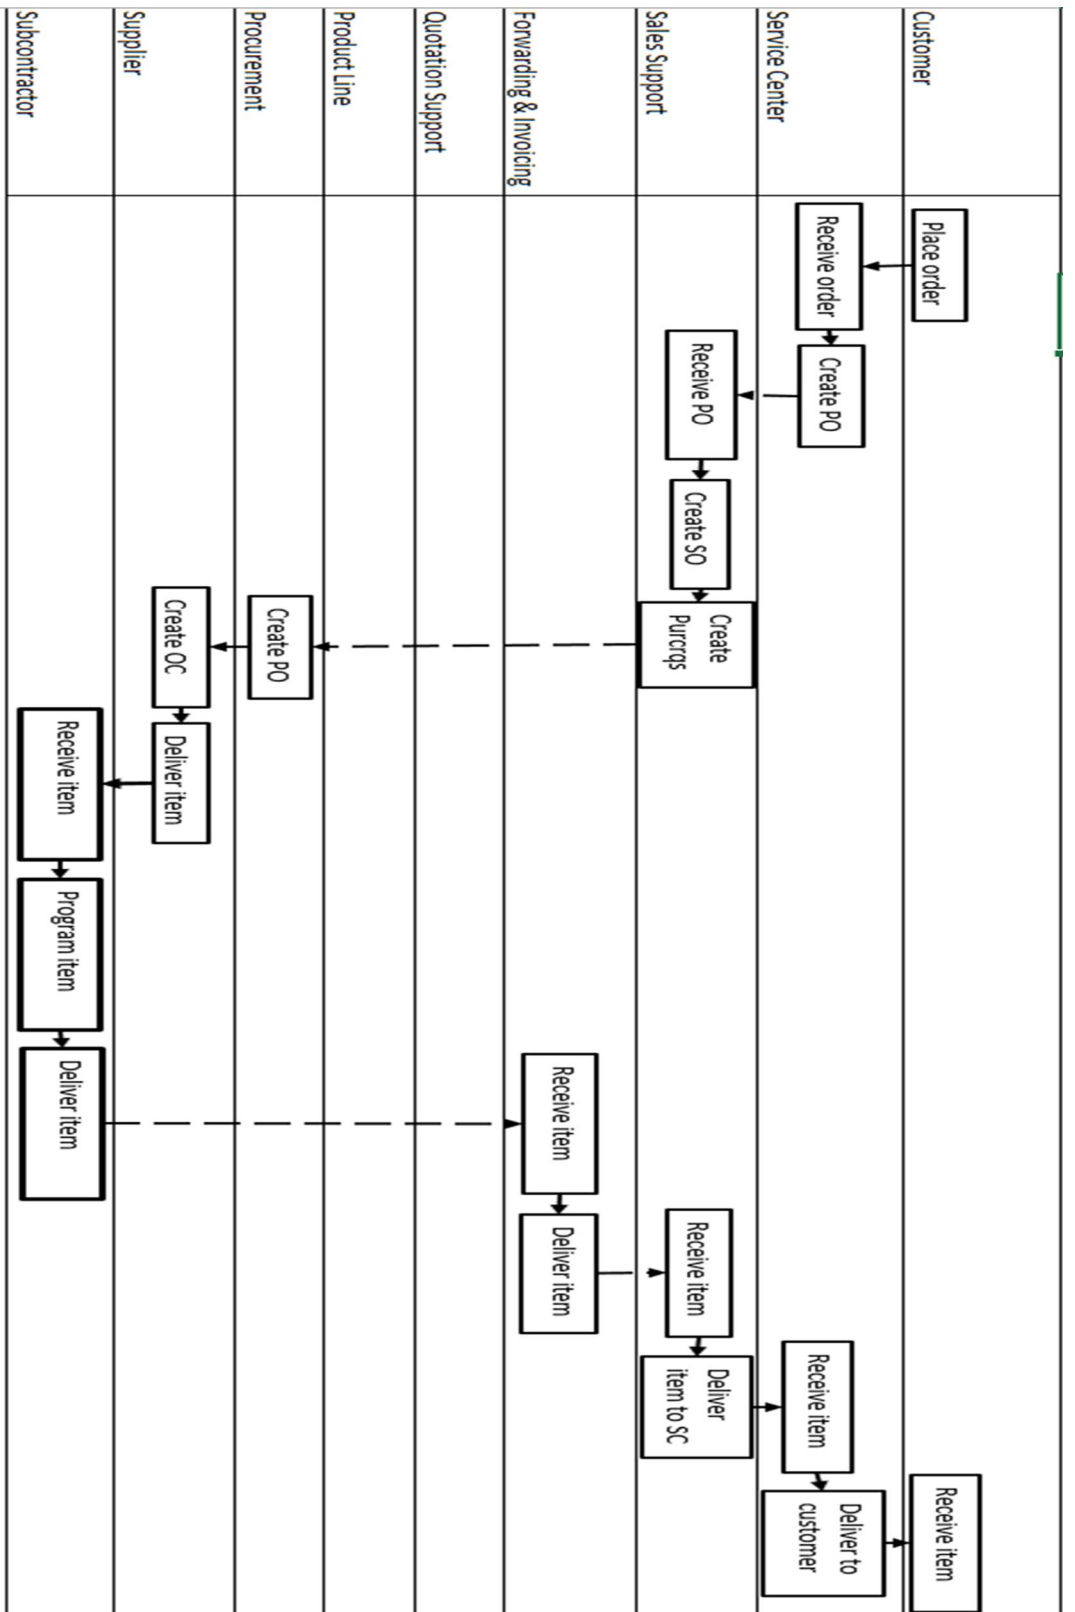 Customer
Place order
Receive item
Service Center
Receive order
Create PO
Receive item
Deliver to
customer
Sales Support
Receive PO
Create SO
Create
Purcrqs
Receive item
Deliver
item to SC
Forwarding & Invoicing
Receive item
Deliver item
Quotation Support
Product Line
Procurement
Create PO
Supplier
Create OC
Deliver item
Subcontractor
Receive item
Program item
Deliver item